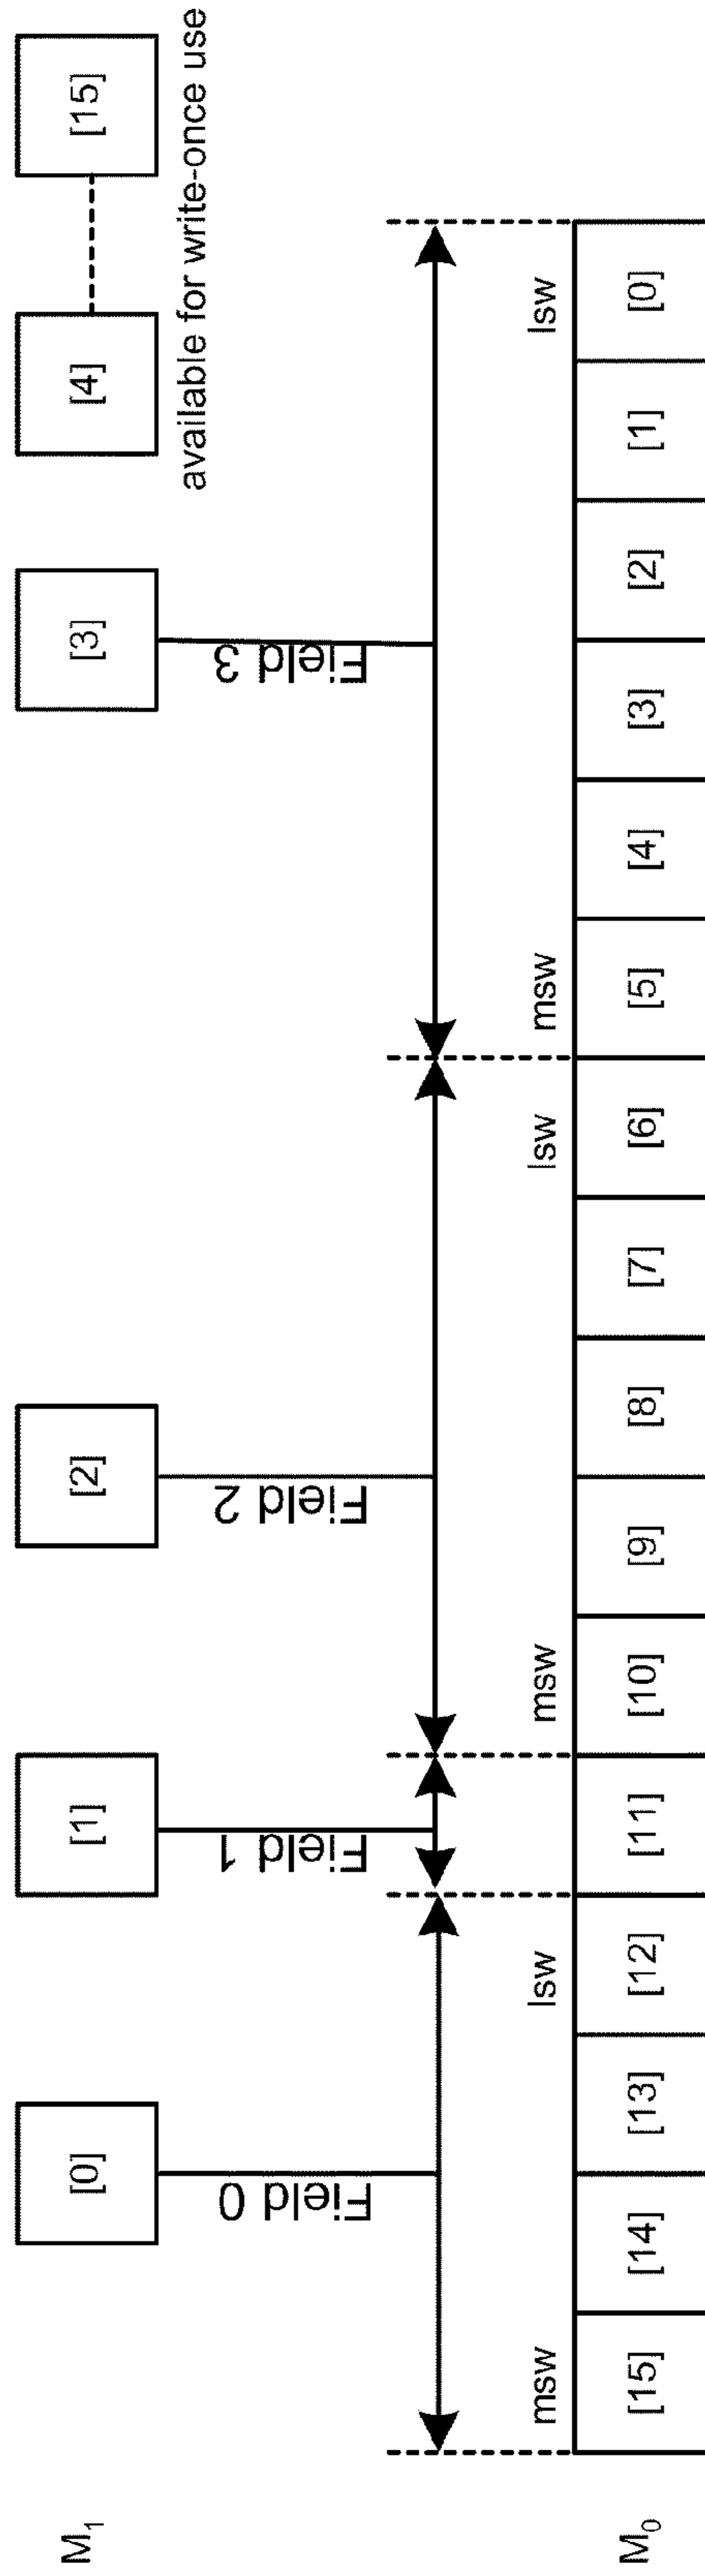 M1 [0] [1] [2] [3] [4] [15]
available for write-once use
Field 0 Field 1 Field 2 Field 3
msw lsw msw lsw msw lsw
M0 [15] [14] [13] [12] [11] [10] [9] [8] [7] [6] [5] [4] [3] [2] [1] [0]